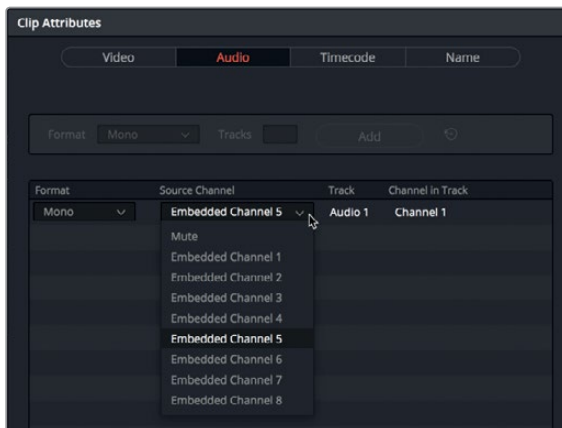 Clip Attributes
Video Audio Timecode Name
Format Mono Tracks Add
Format Source Channel Track Channel in Track
Mono Embedded Channel 5 Audio 1 Channel 1
Mute
Embedded Channel 1
Embedded Channel 2
Embedded Channel 3
Embedded Channel 4
Embedded Channel 5
Embedded Channel 6
Embedded Channel 7
Embedded Channel 8